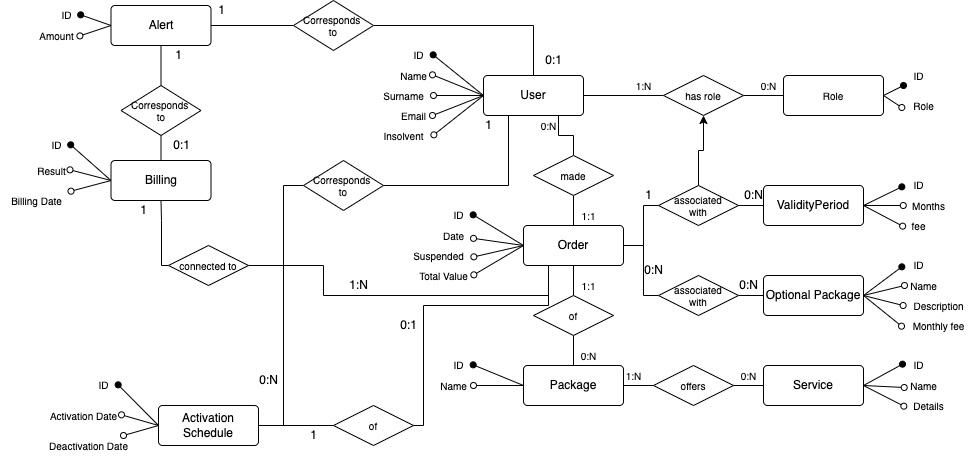 ID
Amount
Alert
1
1
Corresponds
to
0:1
Corresponds
to
0:1
ID
Result
Billing Date
Billing
1
ID
Name
Surname
Email
Insolvent
User
1
0:N
1:N
has role
0:N
Role
ID
Role
made
1:1
Corresponds
to
ID
Date
Suspended
Total Value
Order
1
associated
with
0:N
ValidityPeriod
ID
Months
fee
0:N
associated
with
0:N
Optional Package
ID
Name
Description
Monthly fee
connected to
1:N
0:1
1:1
of
0:N
ID
Name
Package
1:N
offers
0:N
Service
ID
Name
Details
0:N
ID
Activation Date
Deactivation Date
Activation
Schedule
1
of